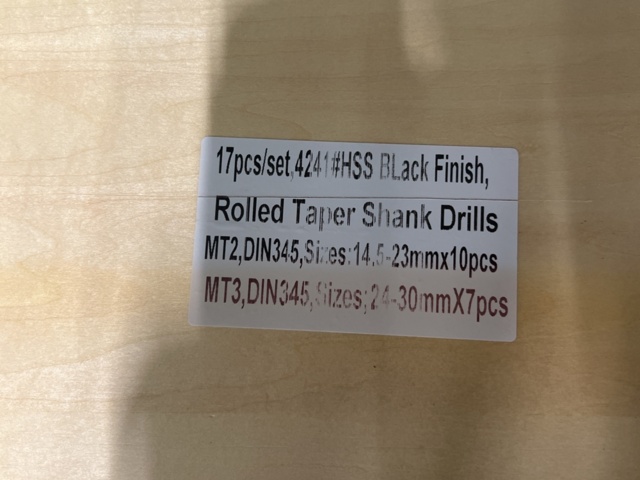 17pcs/set,4241#HSS BLack Finish,
Rolled Taper Shank Drills
MT2,DIN345,Sizes:14.5-23mmx10pcs
MT3,DIN345,Sizes;24-30mmX7pcs